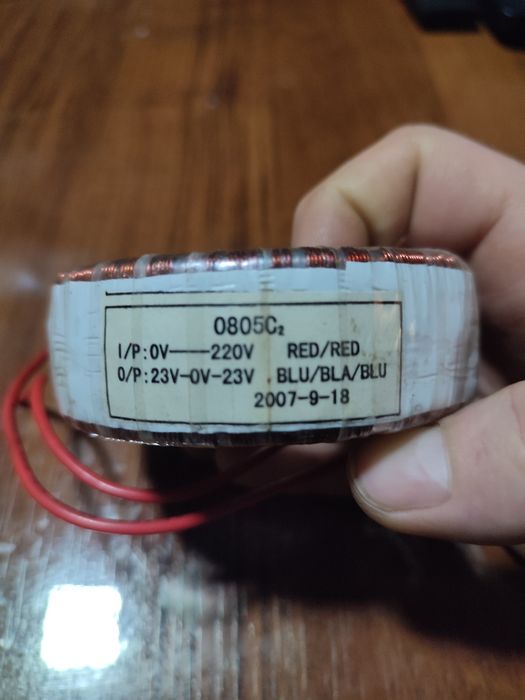 0805C₂
I/P:0V——220V RED/RED
O/P:23V-0V-23V BLU/BLA/BLU
2007-9-18